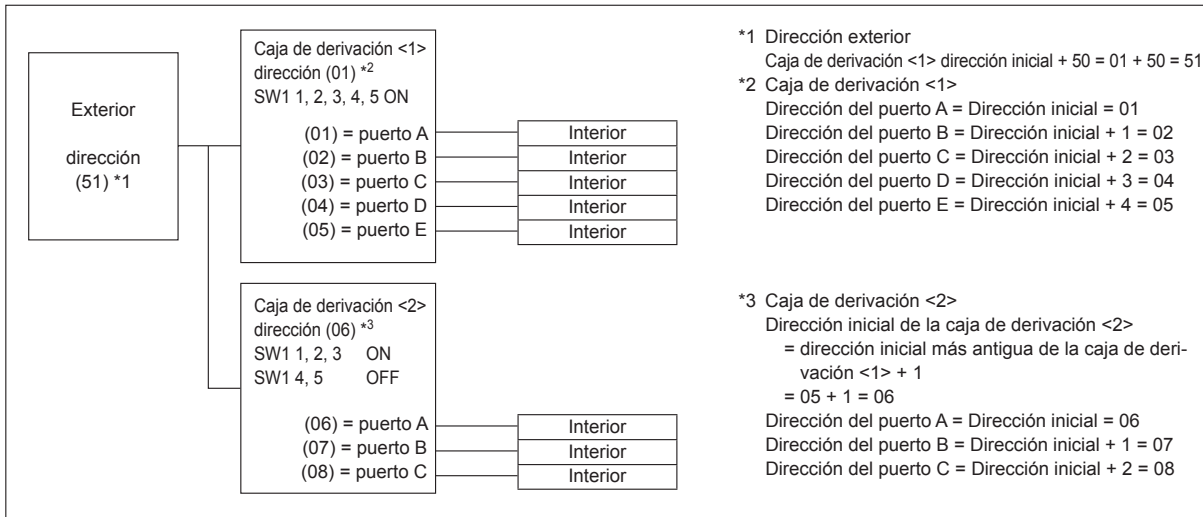 Exterior
dirección
(51) *1
Caja de derivación <1>
dirección (01) *2
SW1 1, 2, 3, 4, 5 ON
(01) = puerto A
(02) = puerto B
(03) = puerto C
(04) = puerto D
(05) = puerto E
Interior
Interior
Interior
Interior
Interior
Caja de derivación <2>
dirección (06) *3
SW1 1, 2, 3 ON
SW1 4, 5 OFF
(06) = puerto A
(07) = puerto B
(08) = puerto C
Interior
Interior
Interior
*1 Dirección exterior
Caja de derivación <1> dirección inicial + 50 = 01 + 50 = 51
*2 Caja de derivación <1>
Dirección del puerto A = Dirección inicial = 01
Dirección del puerto B = Dirección inicial + 1 = 02
Dirección del puerto C = Dirección inicial + 2 = 03
Dirección del puerto D = Dirección inicial + 3 = 04
Dirección del puerto E = Dirección inicial + 4 = 05
*3 Caja de derivación <2>
Dirección inicial de la caja de derivación <2>
= dirección inicial más antigua de la caja de deri-
vación <1> + 1
= 05 + 1 = 06
Dirección del puerto A = Dirección inicial = 06
Dirección del puerto B = Dirección inicial + 1 = 07
Dirección del puerto C = Dirección inicial + 2 = 08